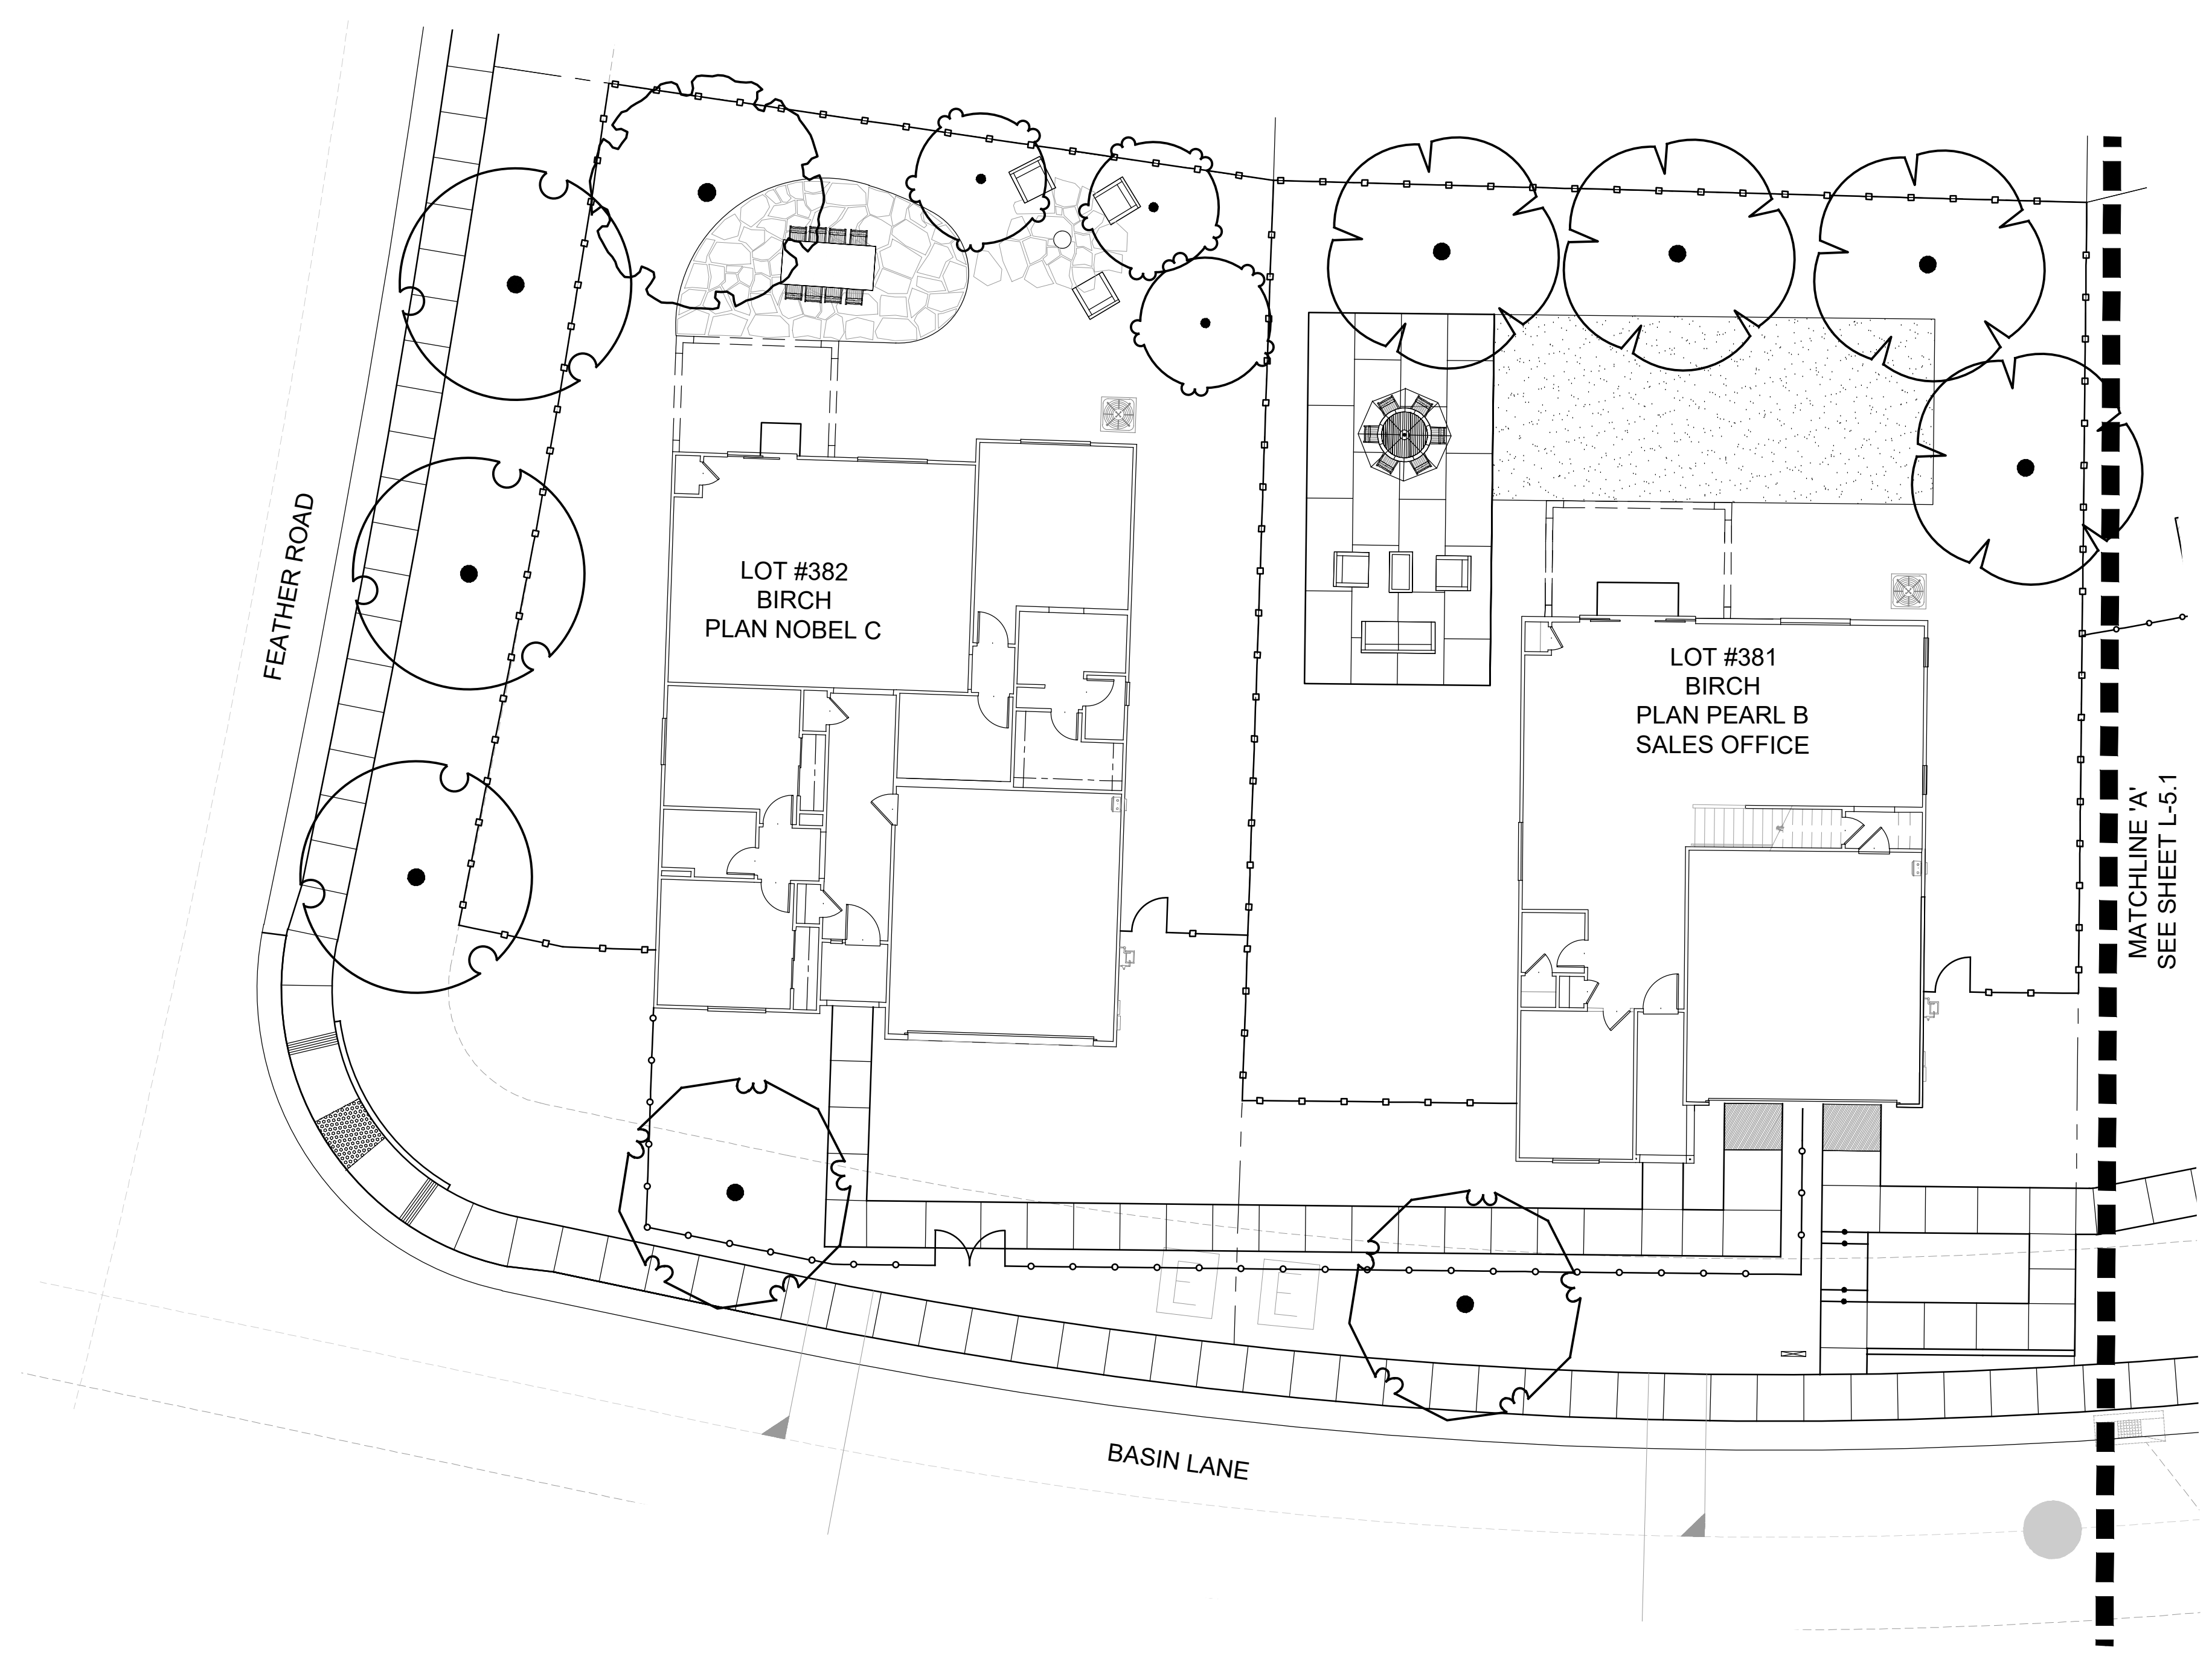 FEATHER ROAD
LOT #382
BIRCH
PLAN NOBEL C
LOT #381
BIRCH
PLAN PEARL B
SALES OFFICE
MATCHLINE 'A'
SEE SHEET L-5.1
BASIN LANE